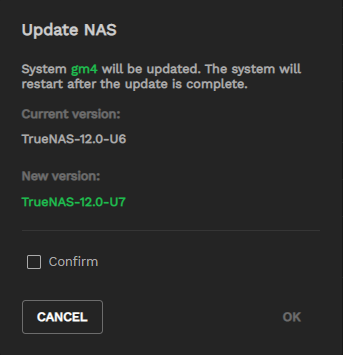 Update NAS
System gm4 will be updated. The system will
restart after the update is complete.
Current version:
TrueNAS-12.0-U6
New version:
TrueNAS-12.0-U7
Confirm
CANCEL OK